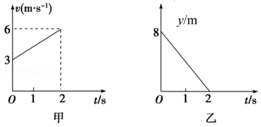 v(m·s⁻¹)
6
3
O 1 2 t/s
甲
y/m
8
O 1 2 t/s
乙